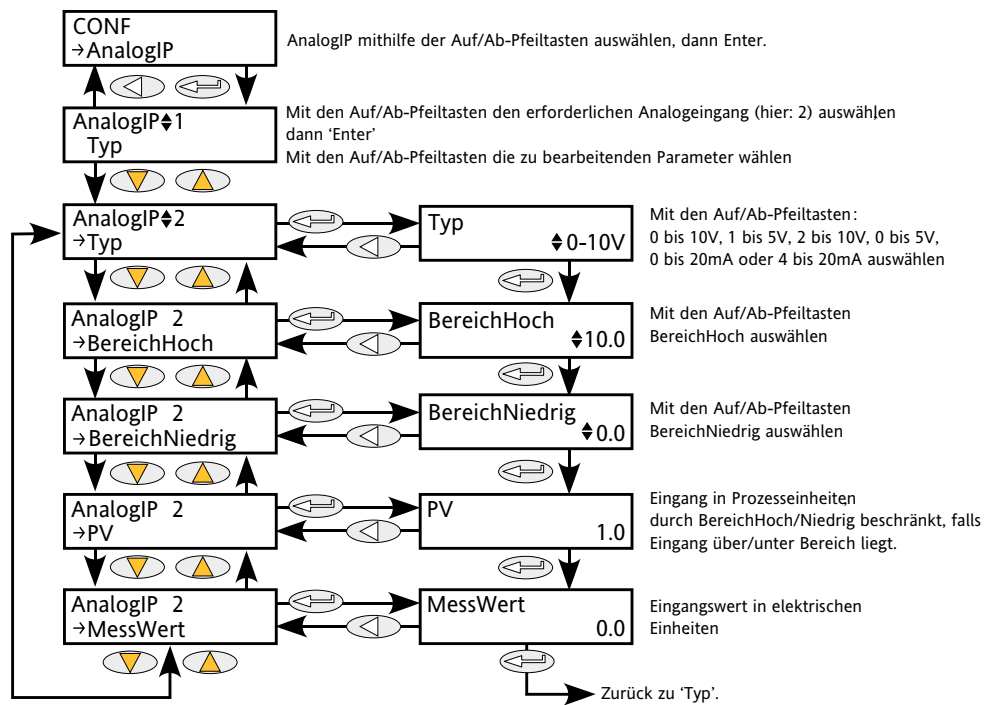 CONF
→AnalogIP
AnalogIP mithilfe der Auf/Ab-Pfeiltasten auswählen, dann Enter.
AnalogIP♦1
Typ
Mit den Auf/Ab-Pfeiltasten den erforderlichen Analogeingang (hier: 2) auswählen,
dann ‘Enter’
Mit den Auf/Ab-Pfeiltasten die zu bearbeitenden Parameter wählen
AnalogIP♦2
→Typ
Typ
♦0-10V
Mit den Auf/Ab-Pfeiltasten:
0 bis 10V, 1 bis 5V, 2 bis 10V, 0 bis 5V,
0 bis 20mA oder 4 bis 20mA auswählen
AnalogIP 2
→BereichHoch
BereichHoch
♦10.0
Mit den Auf/Ab-Pfeiltasten
BereichHoch auswählen
AnalogIP 2
→BereichNiedrig
BereichNiedrig
♦0.0
Mit den Auf/Ab-Pfeiltasten
BereichNiedrig auswählen
AnalogIP 2
→PV
PV
1.0
Eingang in Prozesseinheiten,
durch BereichHoch/Niedrig beschränkt, falls
Eingang über/unter Bereich liegt.
AnalogIP 2
→MessWert
MessWert
0.0
Eingangswert in elektrischen
Einheiten
Zurück zu ‘Typ’.